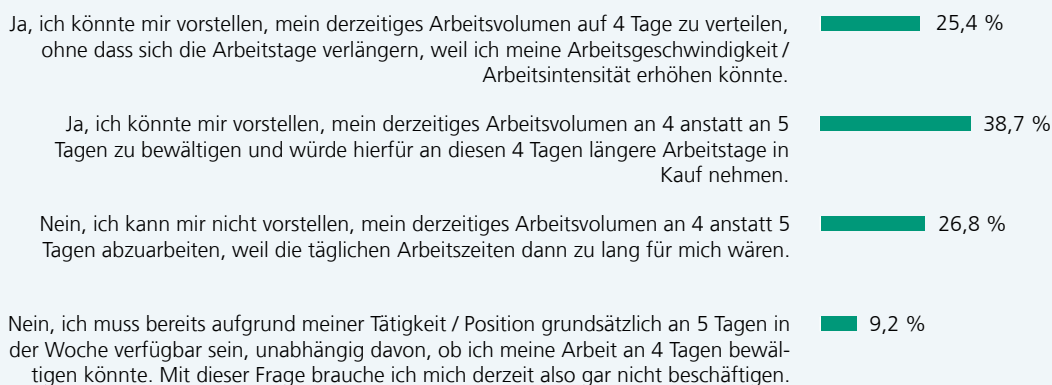 Ja, ich könnte mir vorstellen, mein derzeitiges Arbeitsvolumen auf 4 Tage zu verteilen,
ohne dass sich die Arbeitstage verlängern, weil ich meine Arbeitsgeschwindigkeit /
Arbeitsintensität erhöhen könnte.
25,4 %
Ja, ich könnte mir vorstellen, mein derzeitiges Arbeitsvolumen an 4 anstatt an 5
Tagen zu bewältigen und würde hierfür an diesen 4 Tagen längere Arbeitstage in
Kauf nehmen.
38,7 %
Nein, ich kann mir nicht vorstellen, mein derzeitiges Arbeitsvolumen an 4 anstatt 5
Tagen abzuarbeiten, weil die täglichen Arbeitszeiten dann zu lang für mich wären.
26,8 %
Nein, ich muss bereits aufgrund meiner Tätigkeit / Position grundsätzlich an 5 Tagen in
der Woche verfügbar sein, unabhängig davon, ob ich meine Arbeit an 4 Tagen bewäl-
tigen könnte. Mit dieser Frage brauche ich mich derzeit also gar nicht beschäftigen.
9,2 %